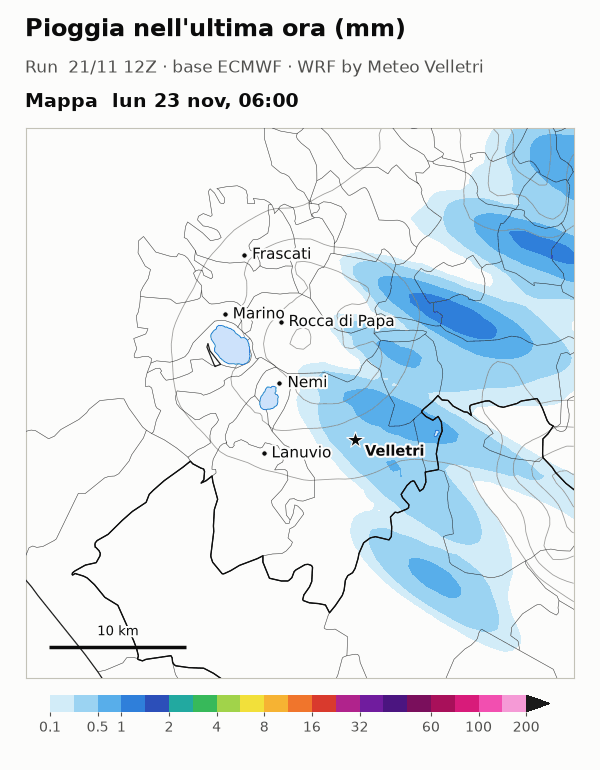 Pioggia nell'ultima ora (mm)
Run  21/11 12Z · base ECMWF · WRF by Meteo Velletri
Mappa  lun 23 nov, 06:00
Frascati
Marino
Rocca di Papa
Nemi
Velletri
Lanuvio
10 km
0.1 0.5 1 2 4 8 16 32 60 100 200